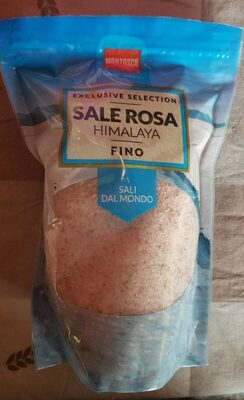 MONTOSCO
EXCLUSIVE SELECTION
SALE ROSA
HIMALAYA
FINO
SALI
DAL MONDO